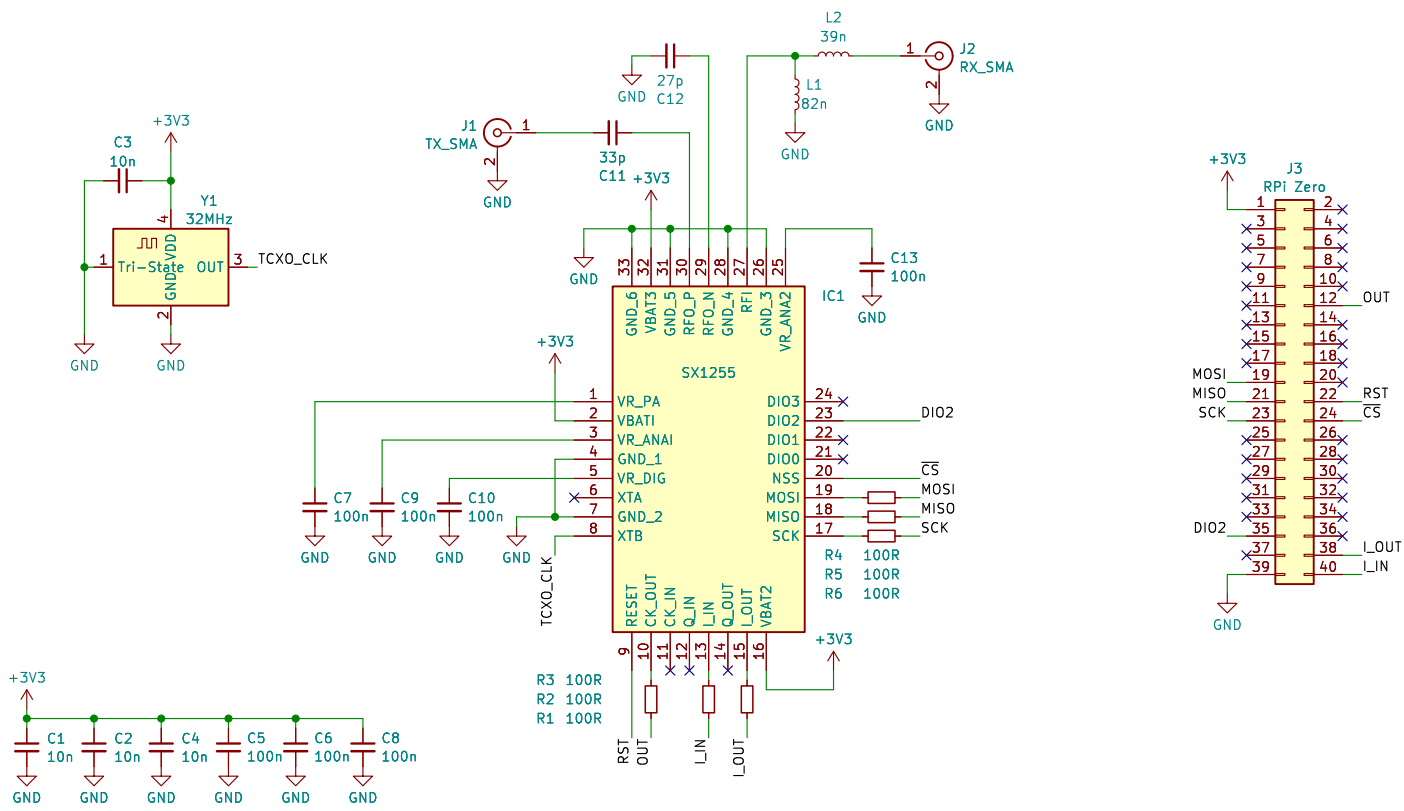 L2
39n
1
J2
RX_SMA
2
GND
27p
C12
GND
L1
82n
GND
J1
TX_SMA
1
2
GND
33p
C11
+3V3
+3V3
C3
10n
Y1
32MHz
4
VDD
1
Tri-State
OUT
3
TCXO_CLK
GND
2
GND
GND
GND
33
32
31
30
29
28
27
26
25
GND_6
VBAT3
GND_5
RFO_P
RFO_N
GND_4
RFI
GND_3
VR_ANA2
IC1
C13
100n
GND
SX1255
+3V3
1 VR_PA
2 VBATI
3 VR_ANAI
4 GND_1
5 VR_DIG
6 XTA
7 GND_2
8 XTB
DIO3 24
DIO2 23 DIO2
DIO1 22
DIO0 21
NSS 20 CS
MOSI 19 MOSI
MISO 18 MISO
SCK 17 SCK
C7
100n
GND
C9
100n
GND
C10
100n
GND
GND
TCXO_CLK
R4 100R
R5 100R
R6 100R
RESET
CK_OUT
CK_IN
Q_IN
I_IN
Q_OUT
I_OUT
VBAT2
9
10
11
12
13
14
15
16
+3V3
R3 100R
R2 100R
R1 100R
RST
OUT
I_IN
I_OUT
+3V3
C1
10n
C2
10n
C4
10n
C5
100n
C6
100n
C8
100n
GND
GND
GND
GND
GND
GND
+3V3
J3
RPi Zero
1 2
3 4
5 6
7 8
9 10
11 12 OUT
13 14
15 16
17 18
MOSI 19 20
MISO 21 22 RST
SCK 23 24 CS
25 26
27 28
29 30
31 32
33 34
DIO2 35 36
37 38 I_OUT
39 40 I_IN
GND